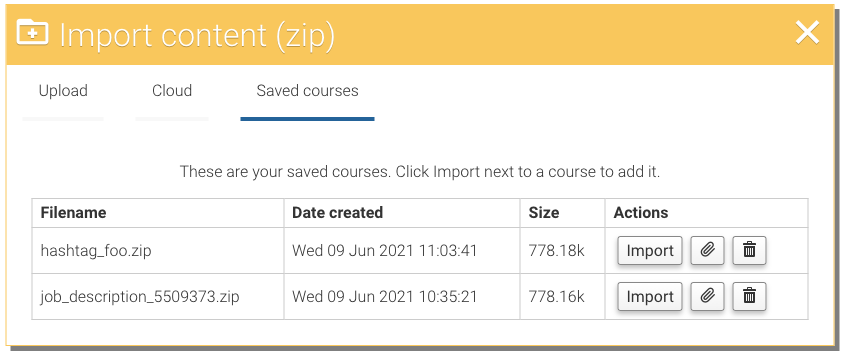 Import content (zip)
Upload Cloud Saved courses
These are your saved courses. Click Import next to a course to add it.
Filename Date created Size Actions
hashtag_foo.zip Wed 09 Jun 2021 11:03:41 778.18k Import
job_description_5509373.zip Wed 09 Jun 2021 10:35:21 778.16k Import